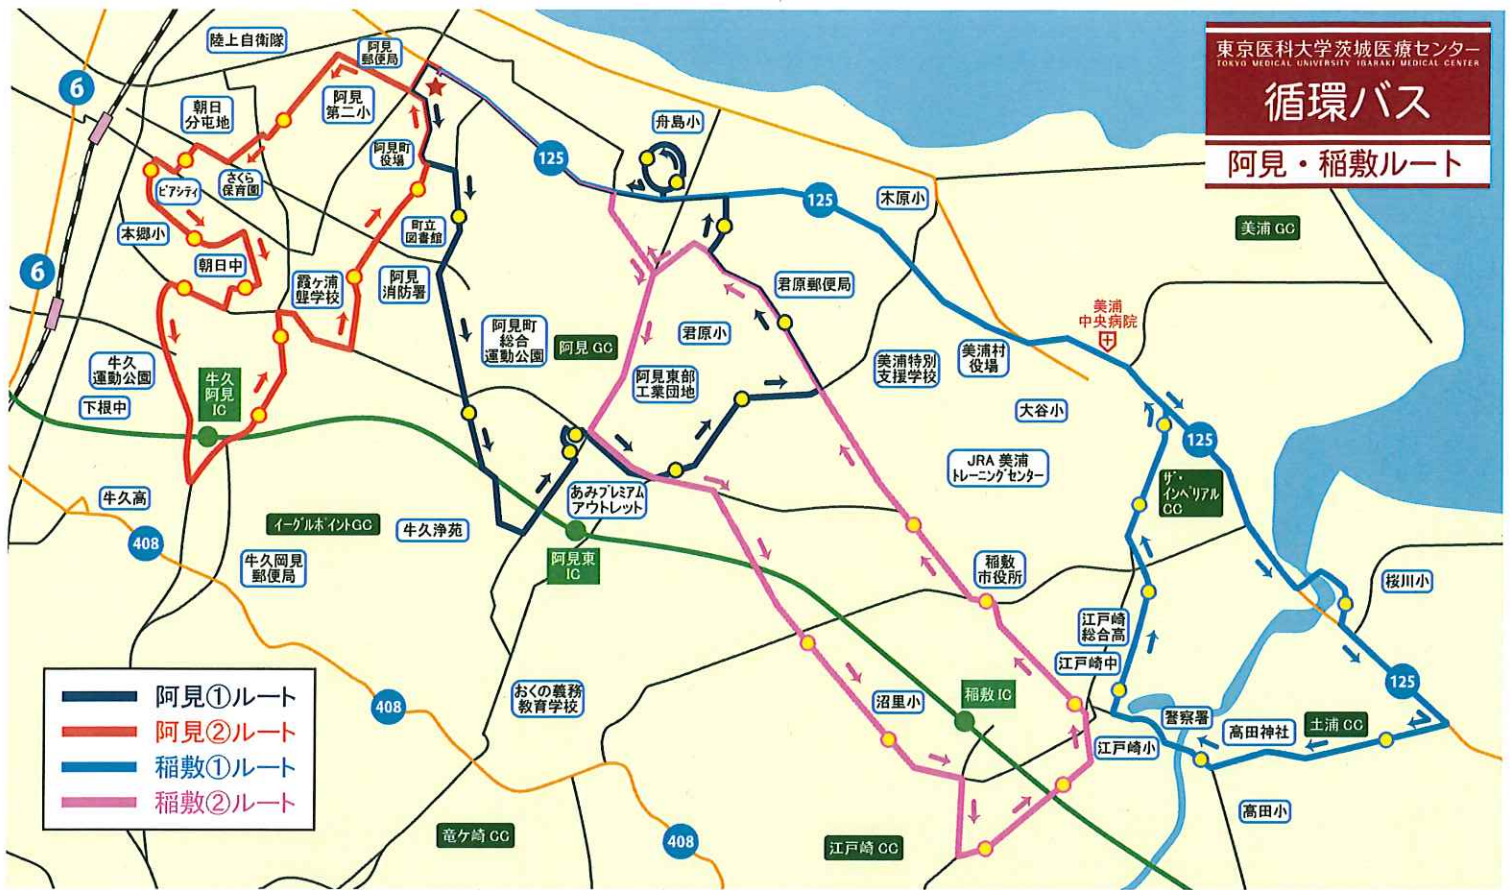 東京医科大学茨城医療センター
TOKYO MEDICAL UNIVERSITY IBARAKI MEDICAL CENTER
循環バス
阿見・稲敷ルート
陸上自衛隊
阿見
郵便局
6
朝日
分屯地
阿見
第二小
舟島小
阿見町
役場
125
さくら
保育園
ピアシティ
125
木原小
美浦GC
本郷小
町立
図書館
朝日中
6
霞ヶ浦
聾学校
阿見
消防署
君原郵便局
美浦
中央病院
阿見町
総合
運動公園
阿見GC
君原小
美浦特別
支援学校
美浦村
役場
牛久
運動公園
牛久
阿見
IC
阿見東部
工業団地
下根中
大谷小
125
JRA 美浦
トレーニングセンター
ザ・
インペリアル
CC
牛久高
イーグルポイントGC
牛久浄苑
あみプレミアム
アウトレット
408
牛久岡見
郵便局
阿見東
IC
稲敷
市役所
桜川小
江戸崎
総合高
江戸崎中
阿見①ルート
阿見②ルート
稲敷①ルート
稲敷②ルート
408
おくの義務
教育学校
沼里小
稲敷IC
125
警察署
高田神社
土浦CC
江戸崎小
竜ケ崎CC
408
江戸崎CC
高田小